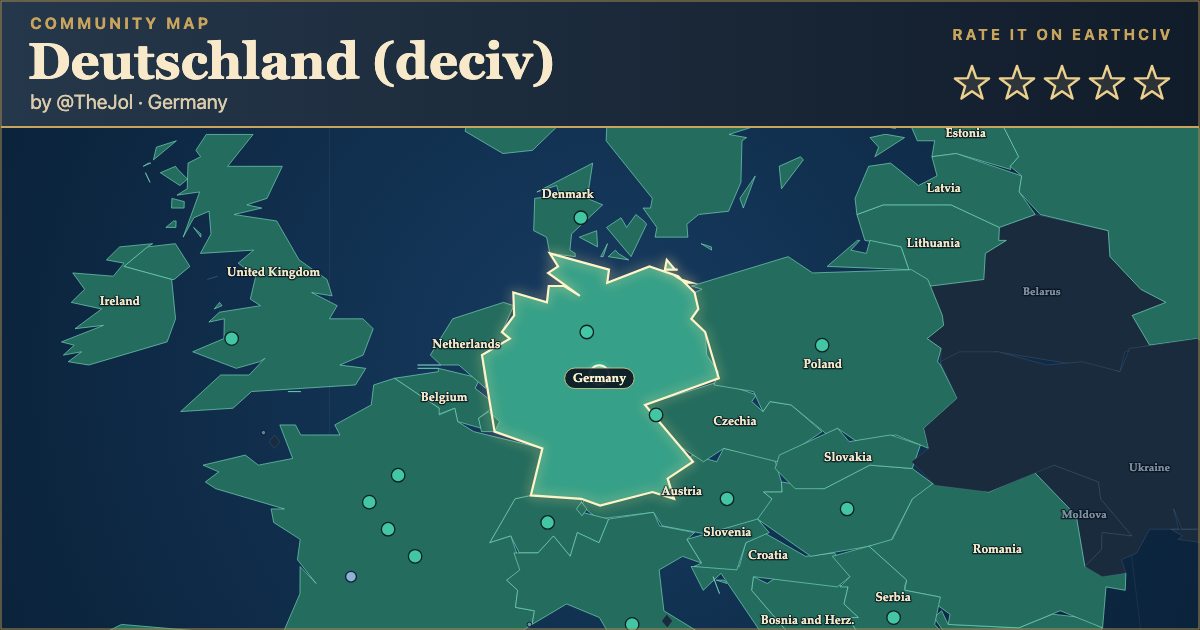 COMMUNITY MAP
Deutschland (deciv)
by @TheJol · Germany
RATE IT ON EARTHCIV
Estonia
Latvia
Denmark
Lithuania
United Kingdom
Belarus
Ireland
Netherlands
Poland
Germany
Belgium
Czechia
Slovakia
Ukraine
Austria
Moldova
Slovenia
Romania
Croatia
Serbia
Bosnia and Herz.